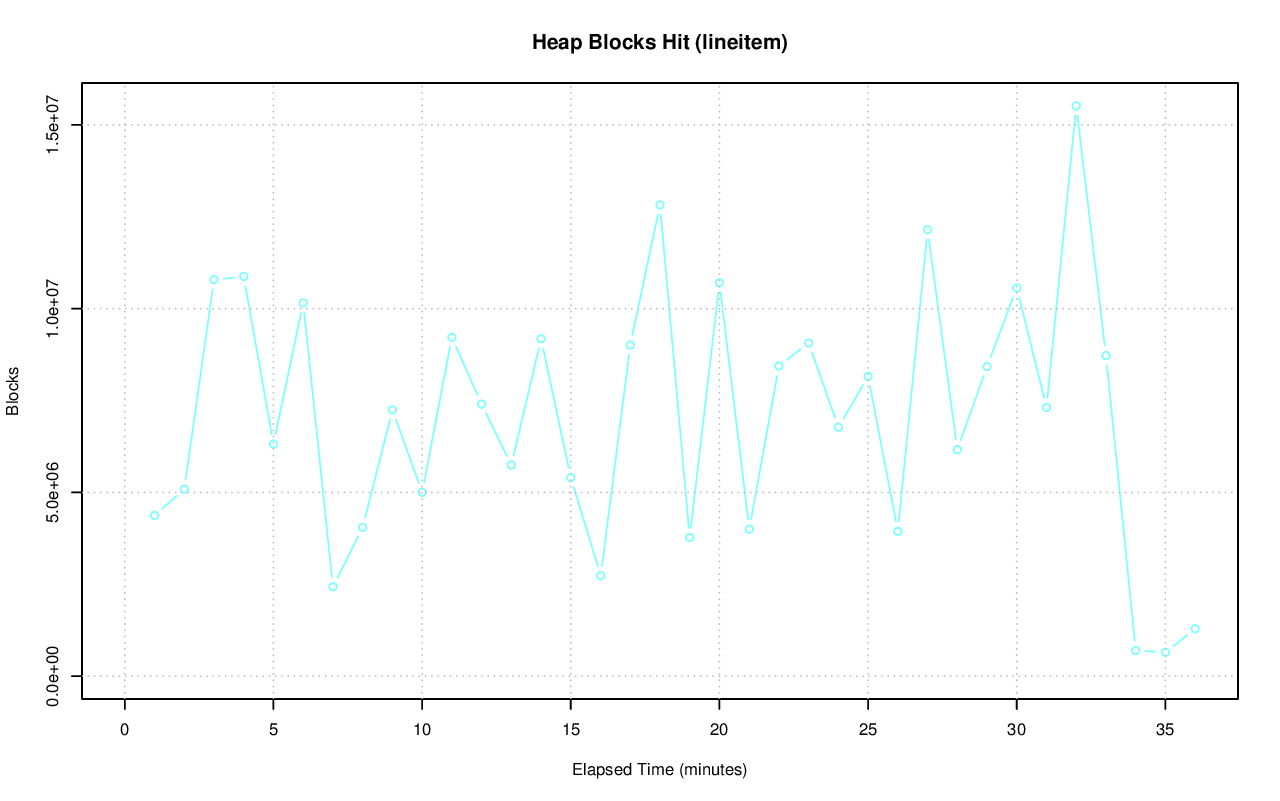 Heap Blocks Hit (lineitem)
Blocks
1.5e+07
1.0e+07
5.0e+06
0.0e+00
0 5 10 15 20 25 30 35
Elapsed Time (minutes)